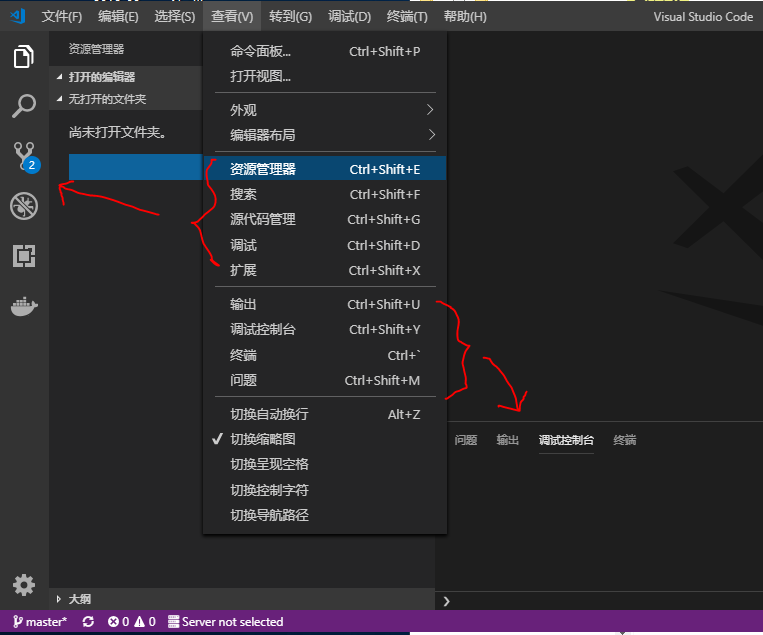 文件(F) 编辑(E) 选择(S) 查看(V) 转到(G) 调试(D) 终端(T) 帮助(H) Visual Studio Code
资源管理器
打开的编辑器
无打开的文件夹
尚未打开文件夹。
2
命令面板... Ctrl+Shift+P
打开视图...
外观
编辑器布局
资源管理器 Ctrl+Shift+E
搜索 Ctrl+Shift+F
源代码管理 Ctrl+Shift+G
调试 Ctrl+Shift+D
扩展 Ctrl+Shift+X
输出 Ctrl+Shift+U
调试控制台 Ctrl+Shift+Y
终端 Ctrl+`
问题 Ctrl+Shift+M
切换自动换行 Alt+Z
切换缩略图
切换呈现空格
切换控制字符
切换导航路径
问题 输出 调试控制台 终端
大纲
master* 0 0 Server not selected